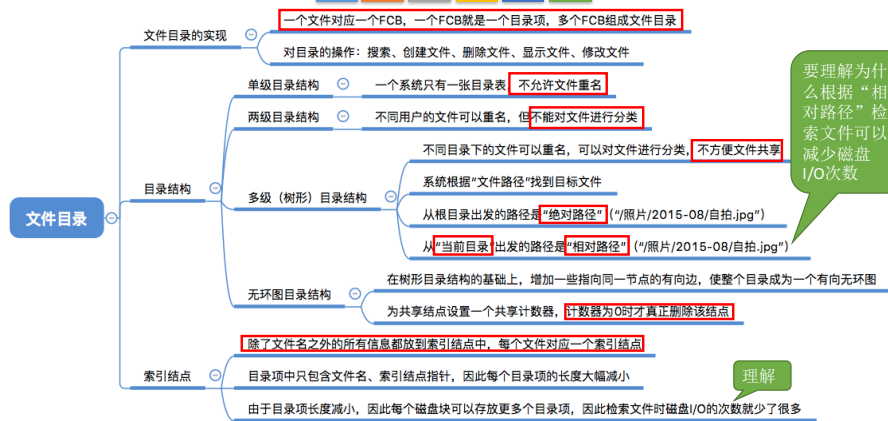 文件目录
文件目录的实现
一个文件对应一个FCB，一个FCB就是一个目录项，多个FCB组成文件目录
对目录的操作：搜索、创建文件、删除文件、显示文件、修改文件
目录结构
单级目录结构
一个系统只有一张目录表，不允许文件重名
两级目录结构
不同用户的文件可以重名，但不能对文件进行分类
多级（树形）目录结构
不同目录下的文件可以重名，可以对文件进行分类，不方便文件共享
系统根据“文件路径”找到目标文件
从根目录出发的路径是“绝对路径”（“/照片/2015-08/自拍.jpg”）
从“当前目录”出发的路径是“相对路径”（“/照片/2015-08/自拍.jpg”）
要理解为什
么根据“相
对路径”检
索文件可以
减少磁盘
I/O次数
无环图目录结构
在树形目录结构的基础上，增加一些指向同一节点的有向边，使整个目录成为一个有向无环图
为共享结点设置一个共享计数器，计数器为0时才真正删除该结点
索引结点
除了文件名之外的所有信息都放到索引结点中，每个文件对应一个索引结点
目录项中只包含文件名、索引结点指针，因此每个目录项的长度大幅减小
理解
由于目录项长度减小，因此每个磁盘块可以存放更多个目录项，因此检索文件时磁盘I/O的次数就少了很多